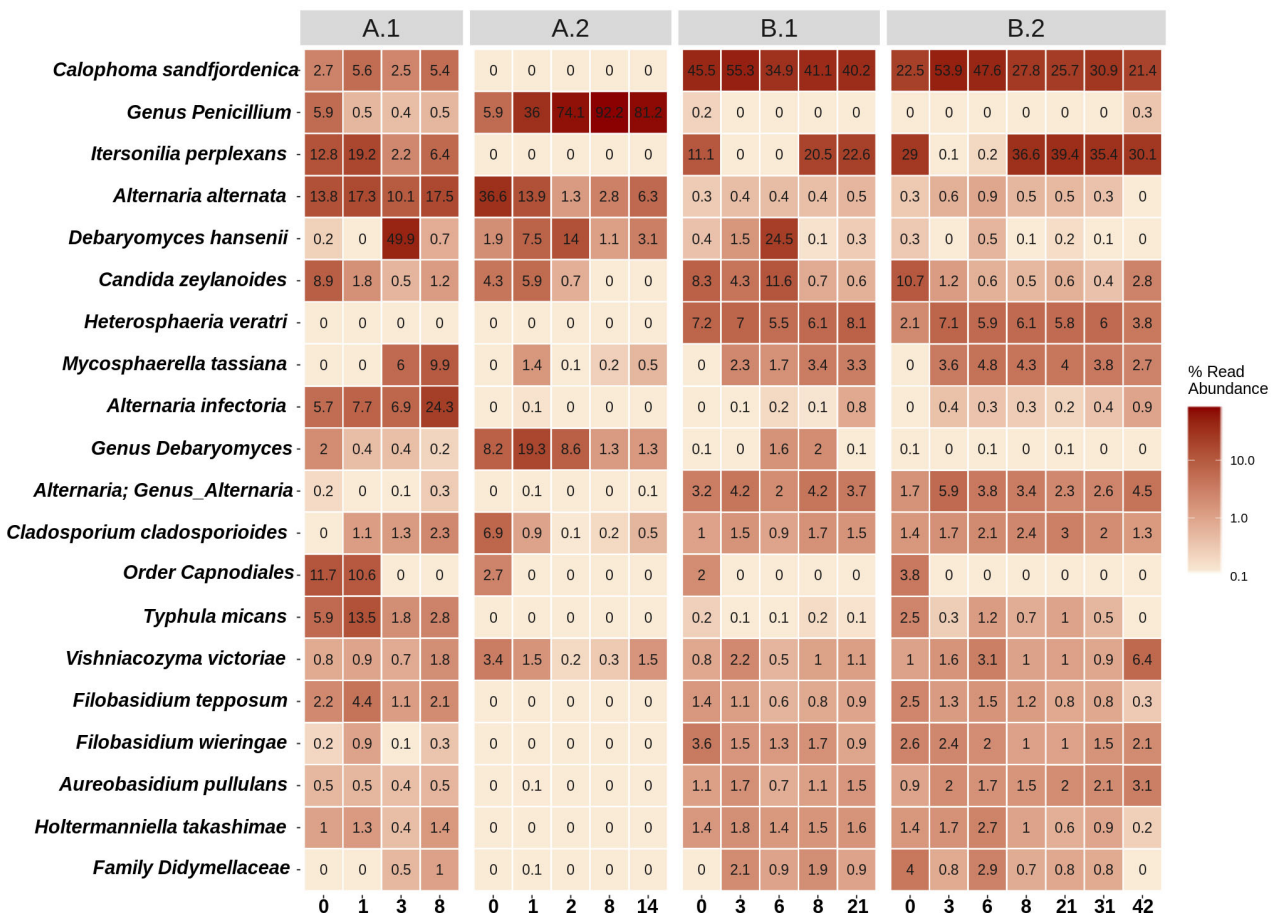 A.1 A.2 B.1 B.2
Calophoma sandfjordenica 2.7 5.6 2.5 5.4 0 0 0 0 0 45.5 55.3 34.9 41.1 40.2 22.5 53.9 47.6 27.8 25.7 30.9 21.4
Genus Penicillium 5.9 0.5 0.4 0.5 5.9 36 74.1 92.2 81.2 0.2 0 0 0 0 0 0 0 0 0 0 0.3
Itersonilia perplexans 12.8 19.2 2.2 6.4 0 0 0 0 0 11.1 0 0 20.5 22.6 29 0.1 0.2 36.6 39.4 35.4 30.1
Alternaria alternata 13.8 17.3 10.1 17.5 36.6 13.9 1.3 2.8 6.3 0.3 0.4 0.4 0.4 0.5 0.3 0.6 0.9 0.5 0.5 0.3 0
Debaryomyces hansenii 0.2 0 49.9 0.7 1.9 7.5 14 1.1 3.1 0.4 1.5 24.5 0.1 0.3 0.3 0 0.5 0.1 0.2 0.1 0
Candida zeylanoides 8.9 1.8 0.5 1.2 4.3 5.9 0.7 0 0 8.3 4.3 11.6 0.7 0.6 10.7 1.2 0.6 0.5 0.6 0.4 2.8
Heterosphaeria veratri 0 0 0 0 0 0 0 0 0 7.2 7 5.5 6.1 8.1 2.1 7.1 5.9 6.1 5.8 6 3.8
Mycosphaerella tassiana 0 0 6 9.9 0 1.4 0.1 0.2 0.5 0 2.3 1.7 3.4 3.3 0 3.6 4.8 4.3 4 3.8 2.7
Alternaria infectoria 5.7 7.7 6.9 24.3 0 0.1 0 0 0 0 0.1 0.2 0.1 0.8 0 0.4 0.3 0.3 0.2 0.4 0.9
Genus Debaryomyces 2 0.4 0.4 0.2 8.2 19.3 8.6 1.3 1.3 0.1 0 1.6 2 0.1 0.1 0 0.1 0 0.1 0 0
Alternaria; Genus_Alternaria 0.2 0 0.1 0.3 0 0.1 0 0 0.1 3.2 4.2 2 4.2 3.7 1.7 5.9 3.8 3.4 2.3 2.6 4.5
Cladosporium cladosporioides 0 1.1 1.3 2.3 6.9 0.9 0.1 0.2 0.5 1 1.5 0.9 1.7 1.5 1.4 1.7 2.1 2.4 3 2 1.3
Order Capnodiales 11.7 10.6 0 0 2.7 0 0 0 0 2 0 0 0 0 3.8 0 0 0 0 0 0
Typhula micans 5.9 13.5 1.8 2.8 0 0 0 0 0 0.2 0.1 0.1 0.2 0.1 2.5 0.3 1.2 0.7 1 0.5 0
Vishniacozyma victoriae 0.8 0.9 0.7 1.8 3.4 1.5 0.2 0.3 1.5 0.8 2.2 0.5 1 1.1 1 1.6 3.1 1 1 0.9 6.4
Filobasidium tepposum 2.2 4.4 1.1 2.1 0 0 0 0 0 1.4 1.1 0.6 0.8 0.9 2.5 1.3 1.5 1.2 0.8 0.8 0.3
Filobasidium wieringae 0.2 0.9 0.1 0.3 0 0 0 0 0 3.6 1.5 1.3 1.7 0.9 2.6 2.4 2 1 1 1.5 2.1
Aureobasidium pullulans 0.5 0.5 0.4 0.5 0 0.1 0 0 0 1.1 1.7 0.7 1.1 1.5 0.9 2 1.7 1.5 2 2.1 3.1
Holtermanniella takashimae 1 1.3 0.4 1.4 0 0 0 0 0 1.4 1.8 1.4 1.5 1.6 1.4 1.7 2.7 1 0.6 0.9 0.2
Family Didymellaceae 0 0 0.5 1 0 0.1 0 0 0 0 2.1 0.9 1.9 0.9 4 0.8 2.9 0.7 0.8 0.8 0
0 1 3 8 0 1 2 8 14 0 3 6 8 21 0 3 6 8 21 31 42
% Read
Abundance
10.0
1.0
0.1